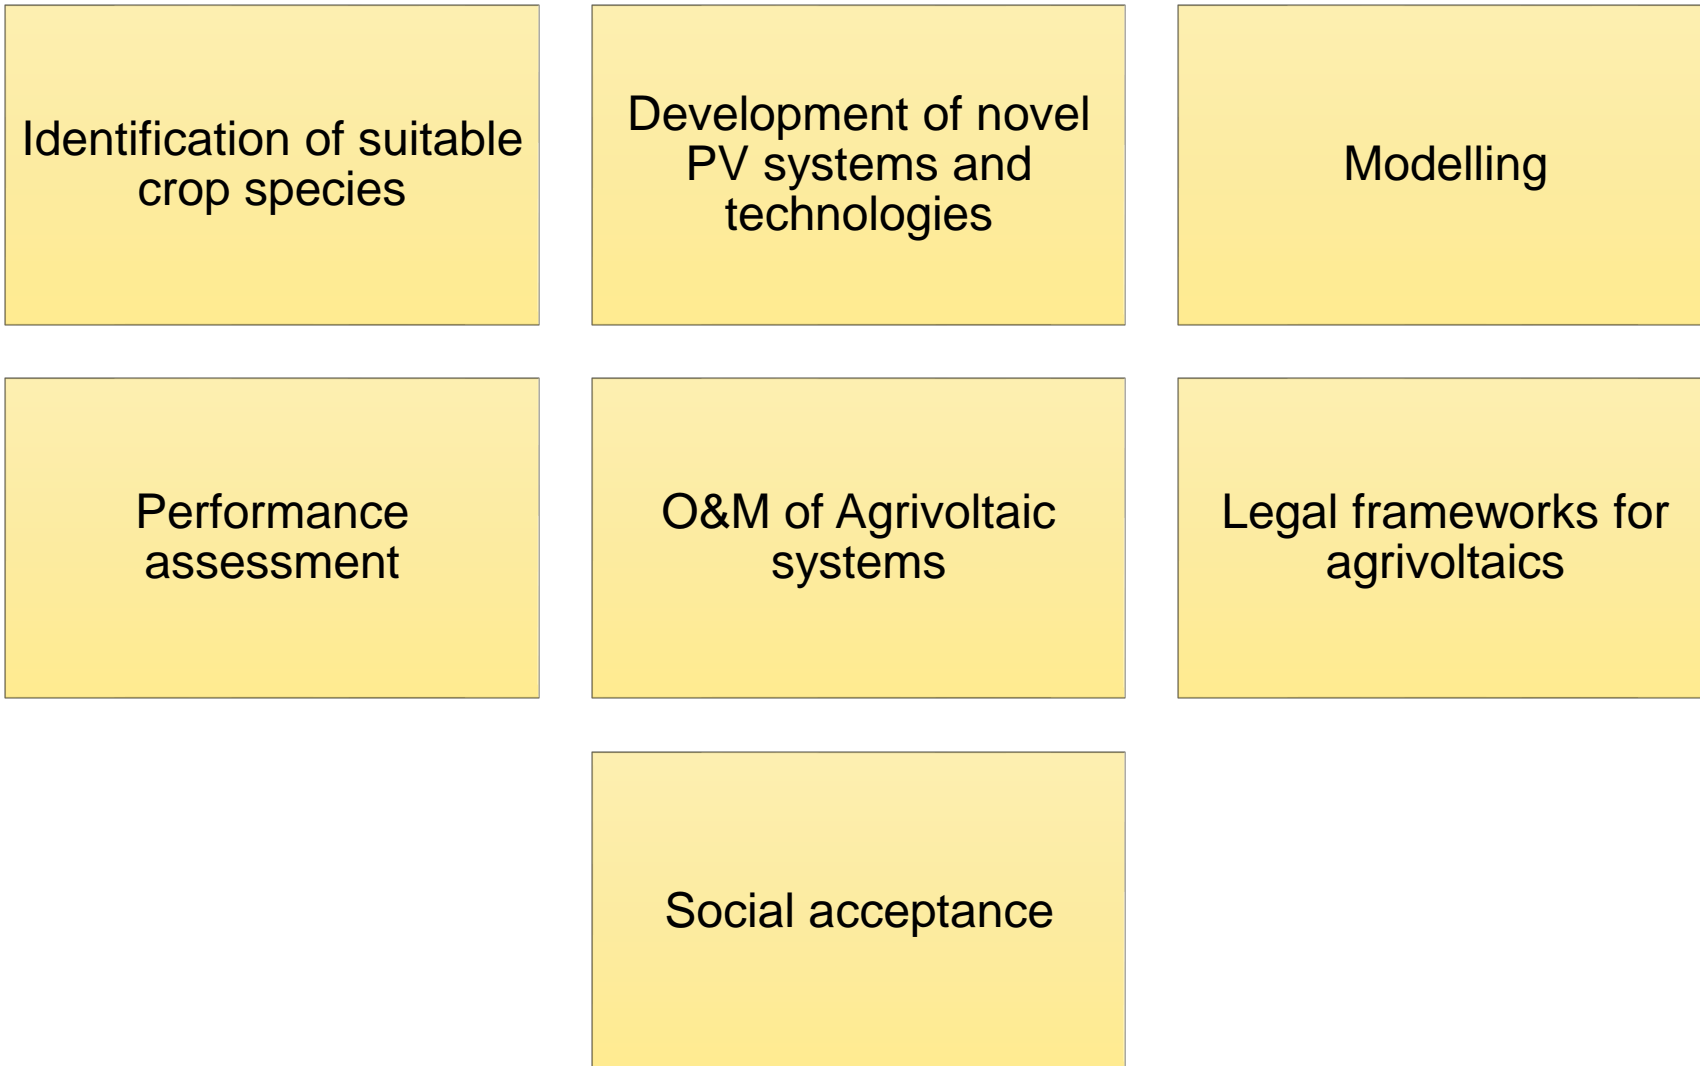 Identification of suitable
crop species
Development of novel
PV systems and
technologies
Modelling
Performance
assessment
O&M of Agrivoltaic
systems
Legal frameworks for
agrivoltaics
Social acceptance